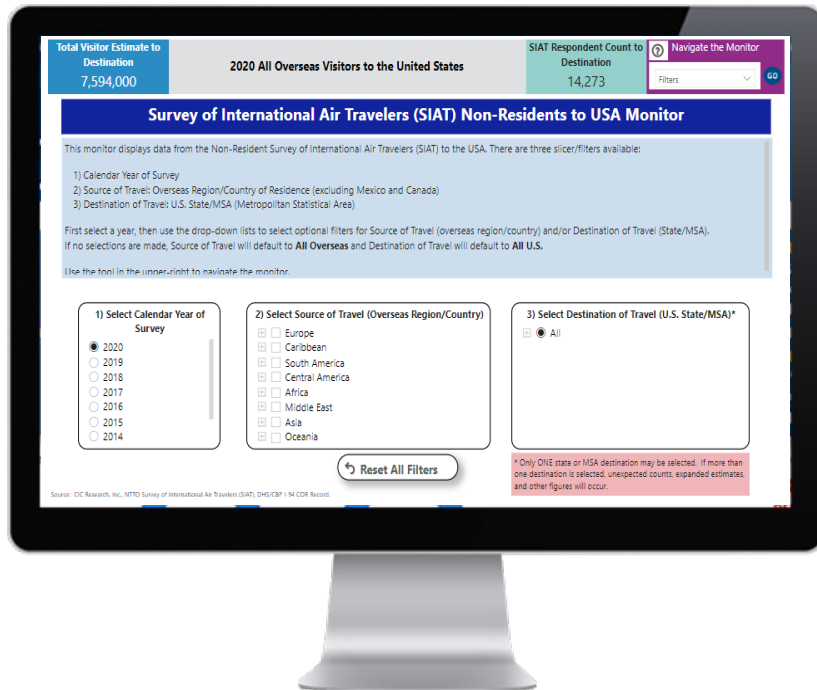 Total Visitor Estimate to
Destination
7,594,000
2020 All Overseas Visitors to the United States
SIAT Respondent Count to
Destination
14,273
? Navigate the Monitor
Filters
GO
Survey of International Air Travelers (SIAT) Non-Residents to USA Monitor
This monitor displays data from the Non-Resident Survey of International Air Travelers (SIAT) to the USA. There are three slicer/filters available:
1) Calendar Year of Survey
2) Source of Travel: Overseas Region/Country of Residence (excluding Mexico and Canada)
3) Destination of Travel: U.S. State/MSA (Metropolitan Statistical Area)
First select a year, then use the drop-down lists to select optional filters for Source of Travel (overseas region/country) and/or Destination of Travel (State/MSA).
If no selections are made, Source of Travel will default to All Overseas and Destination of Travel will default to All U.S.
Use the tool in the upper-right to navigate the monitor.
1) Select Calendar Year of
Survey
2020
2019
2018
2017
2016
2015
2014
2) Select Source of Travel (Overseas Region/Country)
Europe
Caribbean
South America
Central America
Africa
Middle East
Asia
Oceania
3) Select Destination of Travel (U.S. State/MSA)*
All
Reset All Filters
* Only ONE state or MSA destination may be selected. If more than
one destination is selected, unexpected counts, expanded estimates,
and other figures will occur.
Source: CIC Research, Inc., NTTO Survey of International Air Travelers (SIAT), DHS/CBP I-94 COR Record.